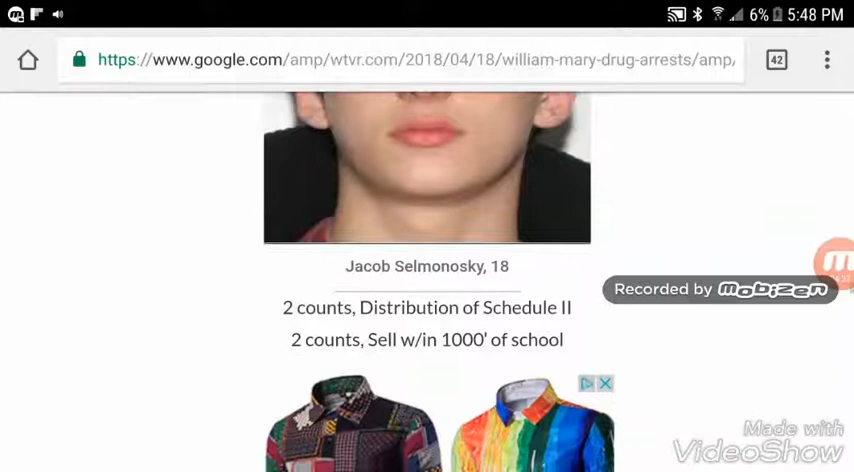 6% 5:48 PM
https://www.google.com/amp/wtvr.com/2018/04/18/william-mary-drug-arrests/amp/
42
Jacob Selmonosky, 18
Recorded by mobizen
2 counts, Distribution of Schedule II
2 counts, Sell w/in 1000' of school
Made with
VideoShow